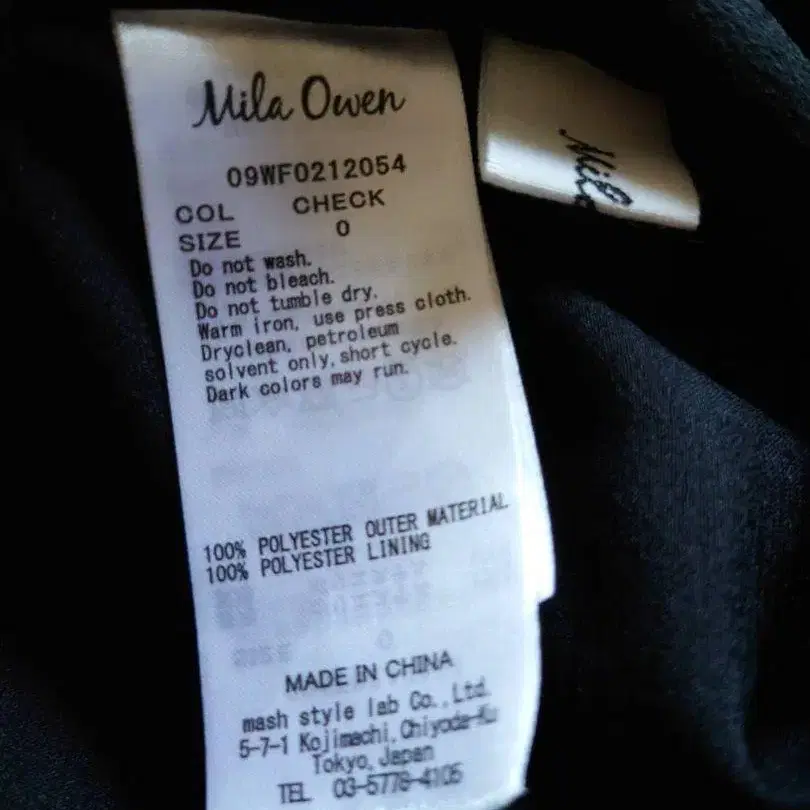 Mila Owen
09WF0212054
COL CHECK
SIZE 0
Do not wash.
Do not bleach.
Do not tumble dry.
Warm iron, use press cloth.
Dryclean, petroleum
solvent only, short cycle.
Dark colors may run.
100% POLYESTER OUTER MATERIAL
100% POLYESTER LINING
MADE IN CHINA
mash style lab Co.,Ltd.
5-7-1 Kojimachi, Chiyoda-Ku
Tokyo, Japan
TEL 03-5778-4105
Mila